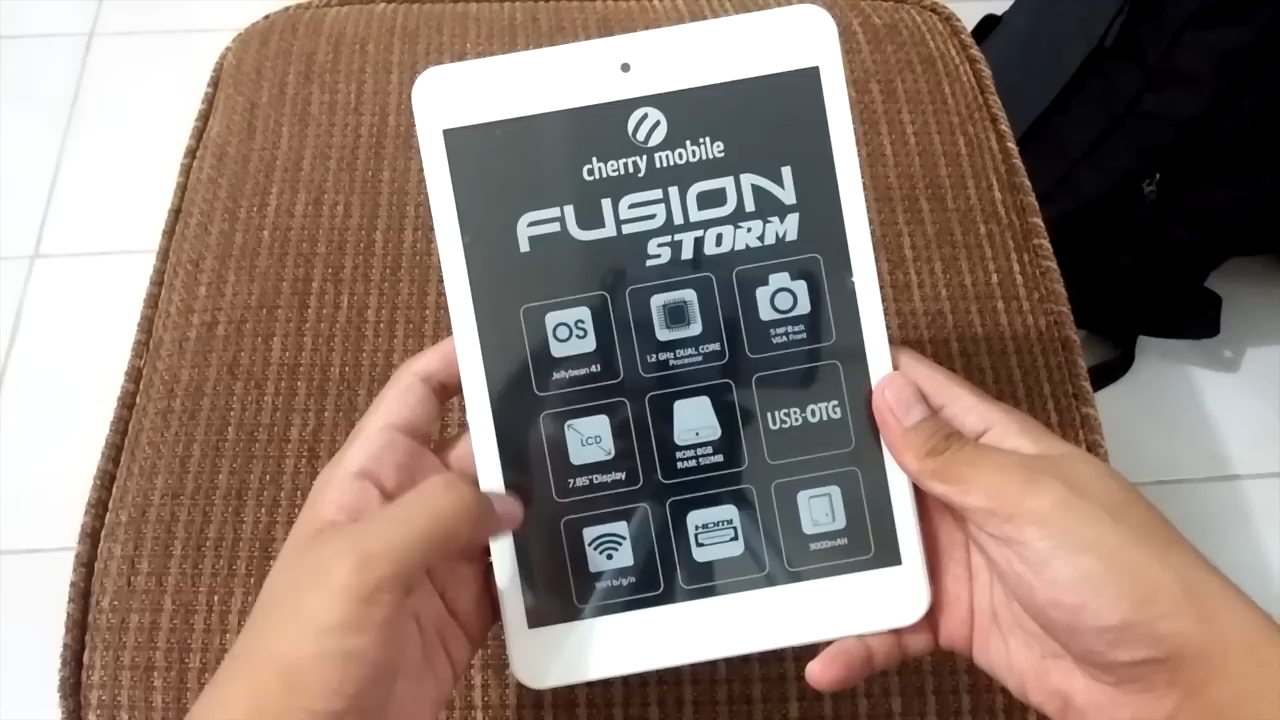 cherry mobile
FUSION
STORM
OS
Jellybean 4.1
1.2 GHz DUAL CORE
Processor
5 MP Back
VGA Front
LCD
7.85" Display
ROM: 8GB
RAM: 512MB
USB-OTG
WiFi b/g/n
HDMI
3000mAH